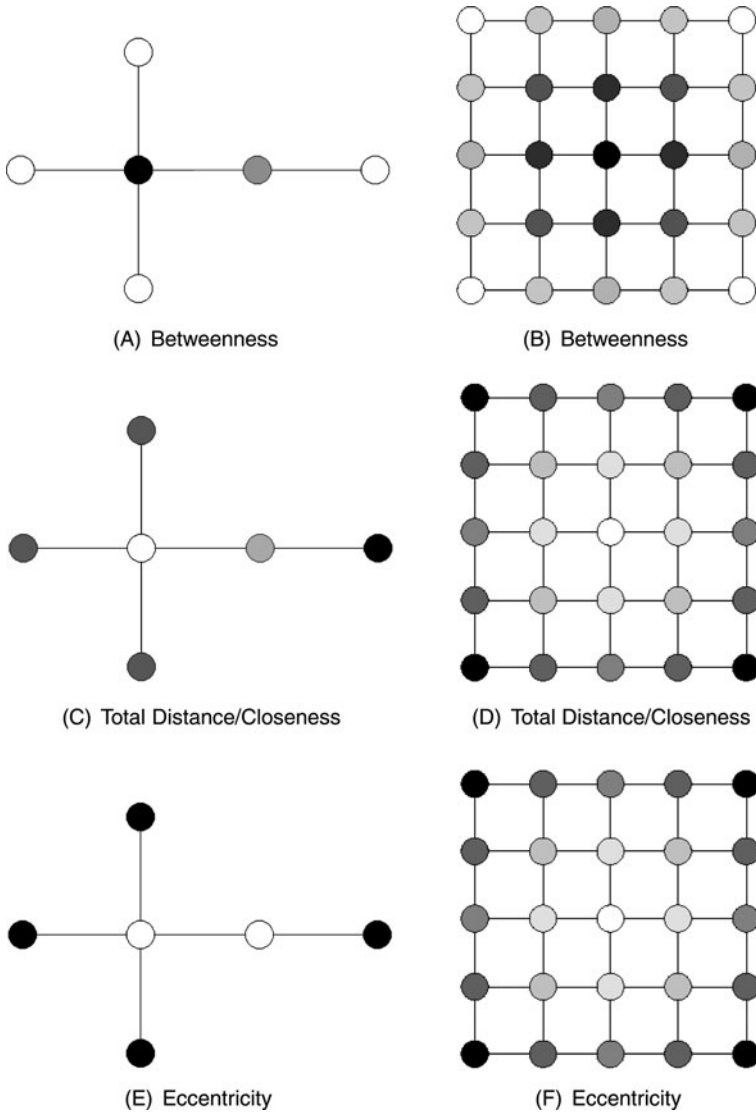 (A) Betweenness
(B) Betweenness
(C) Total Distance/Closeness
(D) Total Distance/Closeness
(E) Eccentricity
(F) Eccentricity